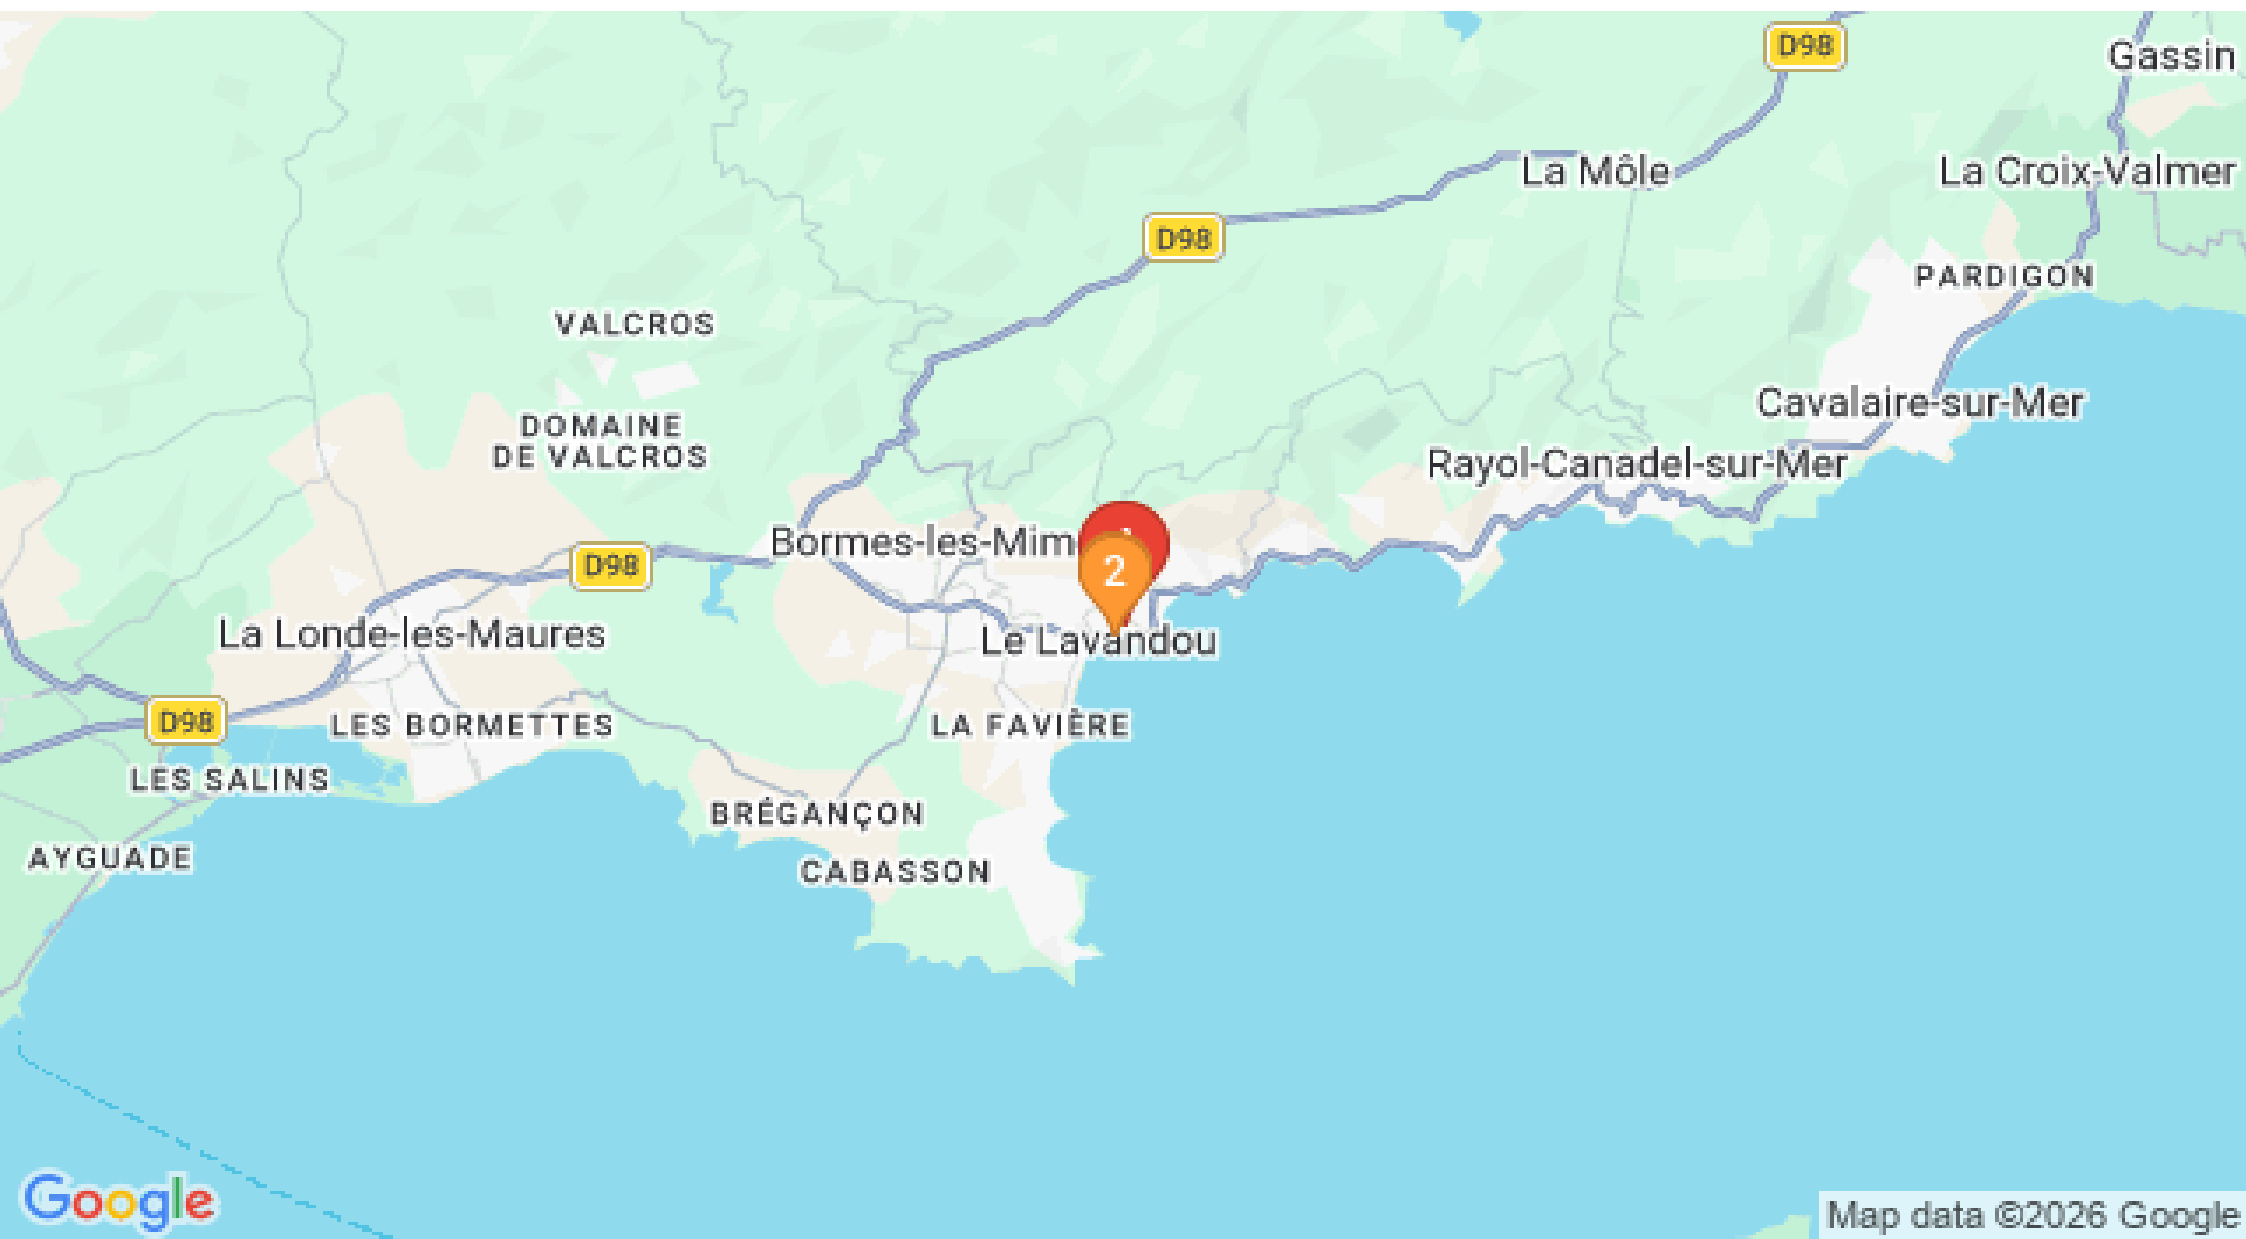 D98
Gassin
La Môle
La Croix-Valmer
D98
PARDIGON
VALCROS
Cavalaire-sur-Mer
DOMAINE
DE VALCROS
Rayol-Canadel-sur-Mer
Bormes-les-Mim
2
D98
La Londe-les-Maures
Le Lavandou
D98
LES BORMETTES
LA FAVIÈRE
LES SALINS
BRÉGANÇON
AYGUADE
CABASSON
Google
Map data ©2026 Google